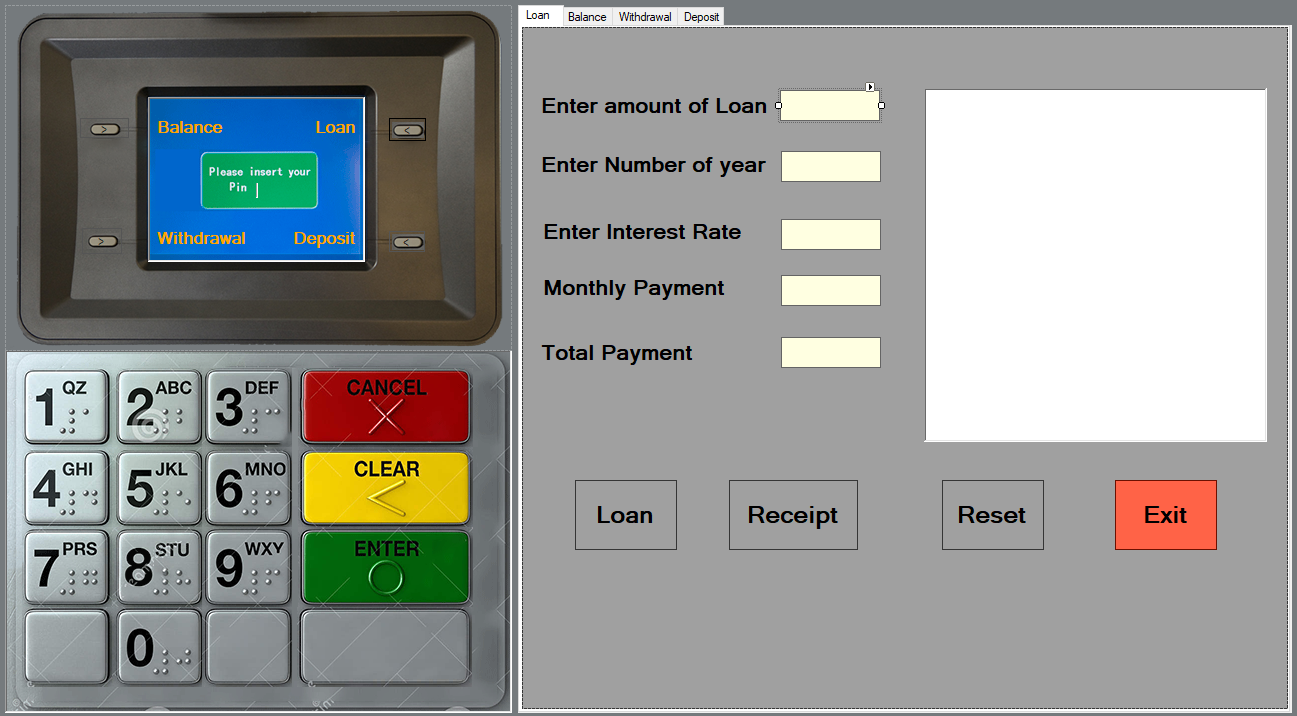 Loan Balance Withdrawal Deposit
Balance Loan
Please insert your
Pin
Withdrawal Deposit
1 QZ 2 ABC 3 DEF CANCEL
4 GHI 5 JKL 6 MNO CLEAR
7 PRS 8 STU 9 WXY ENTER
0
Enter amount of Loan
Enter Number of year
Enter Interest Rate
Monthly Payment
Total Payment
Loan Receipt Reset Exit